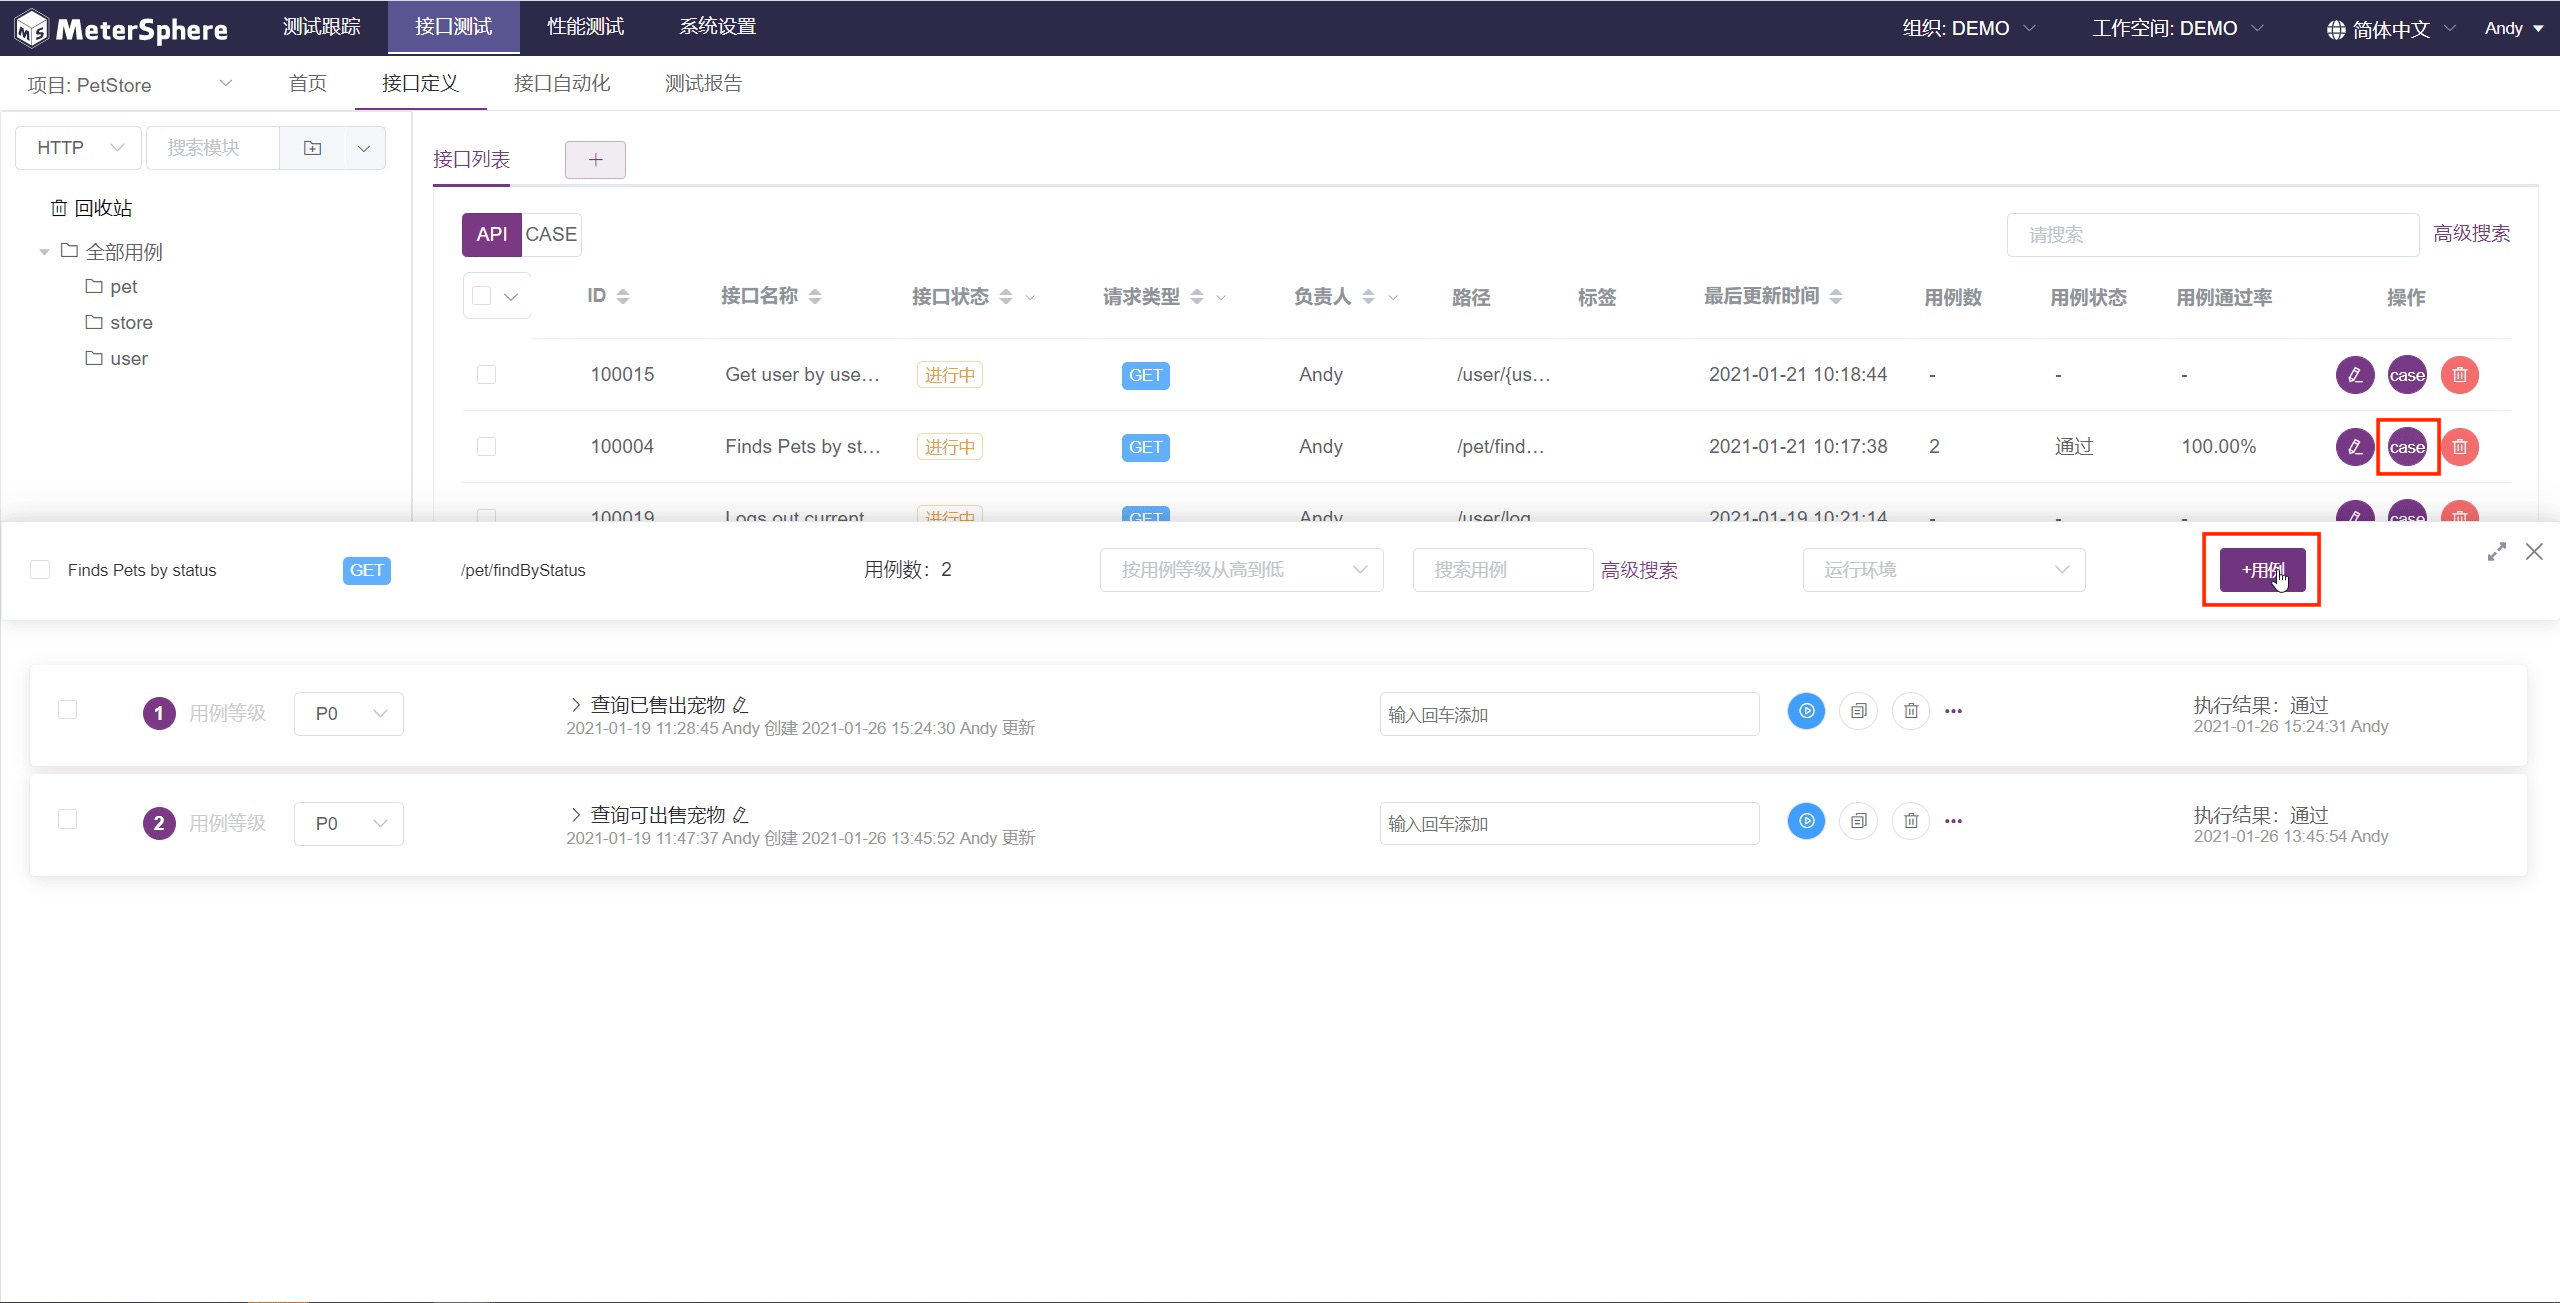 MeterSphere 测试跟踪 接口测试 性能测试 系统设置 组织: DEMO 工作空间: DEMO 简体中文 Andy
项目: PetStore 首页 接口定义 接口自动化 测试报告
HTTP 搜索模块
接口列表 +
回收站
API CASE 请搜索 高级搜索
全部用例
pet
store
user
ID 接口名称 接口状态 请求类型 负责人 路径 标签 最后更新时间 用例数 用例状态 用例通过率 操作
100015 Get user by use... 进行中 GET Andy /user/{us... 2021-01-21 10:18:44 - - - case
100004 Finds Pets by st... 进行中 GET Andy /pet/find... 2021-01-21 10:17:38 2 通过 100.00% case
100019 Logs out current 进行中 GET Andy /user/log 2021-01-19 10:21:14 - - - case
Finds Pets by status GET /pet/findByStatus 用例数: 2 按用例等级从高到低 搜索用例 高级搜索 运行环境 +用例
1 用例等级 P0 查询已售出宠物 输入回车添加 执行结果: 通过
2021-01-19 11:28:45 Andy 创建 2021-01-26 15:24:30 Andy 更新 2021-01-26 15:24:31 Andy
2 用例等级 P0 查询可出售宠物 输入回车添加 执行结果: 通过
2021-01-19 11:47:37 Andy 创建 2021-01-26 13:45:52 Andy 更新 2021-01-26 13:45:54 Andy